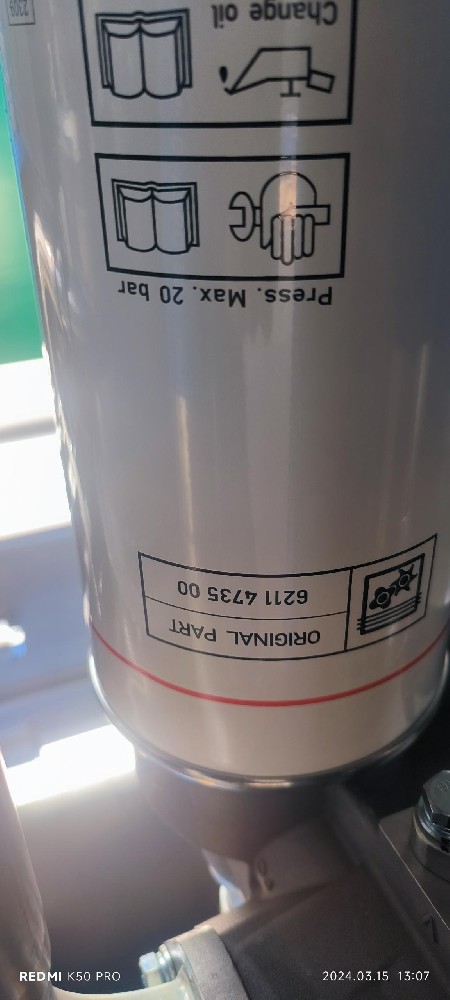 ORIGINAL PART
6211 4735 00
Press. Max. 20 bar
Change oil
2309
REDMI K50 PRO
2024.03.15 13:07